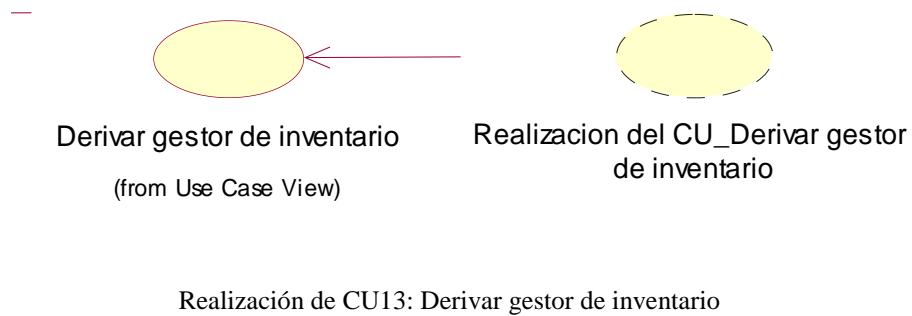 Derivar gestor de inventario
(from Use Case View)
Realizacion del CU_Derivar gestor
de inventario
Realización de CU13: Derivar gestor de inventario